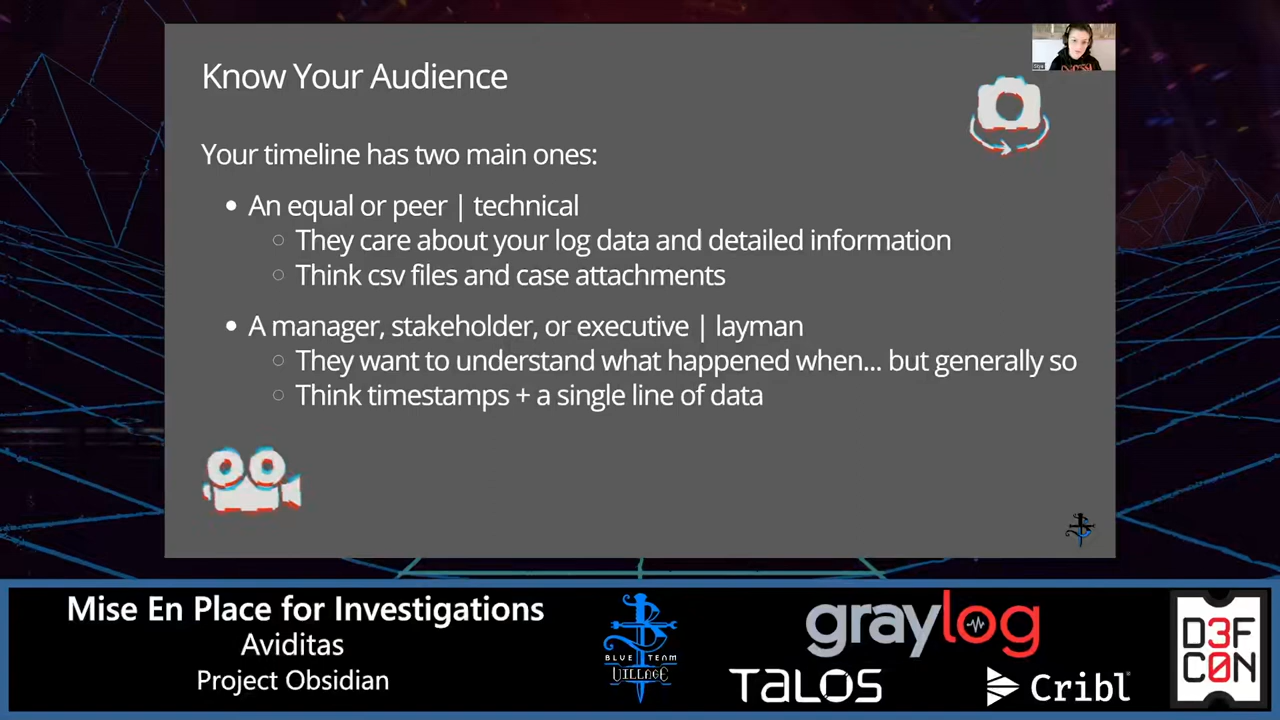 Know Your Audience
Your timeline has two main ones:
• An equal or peer | technical
○ They care about your log data and detailed information
○ Think csv files and case attachments
• A manager, stakeholder, or executive | layman
○ They want to understand what happened when... but generally so
○ Think timestamps + a single line of data
Mise En Place for Investigations
Aviditas
Project Obsidian
BLUE TEAM
VILLAGE
graylog
TALOS
Cribl
D3F
C0N